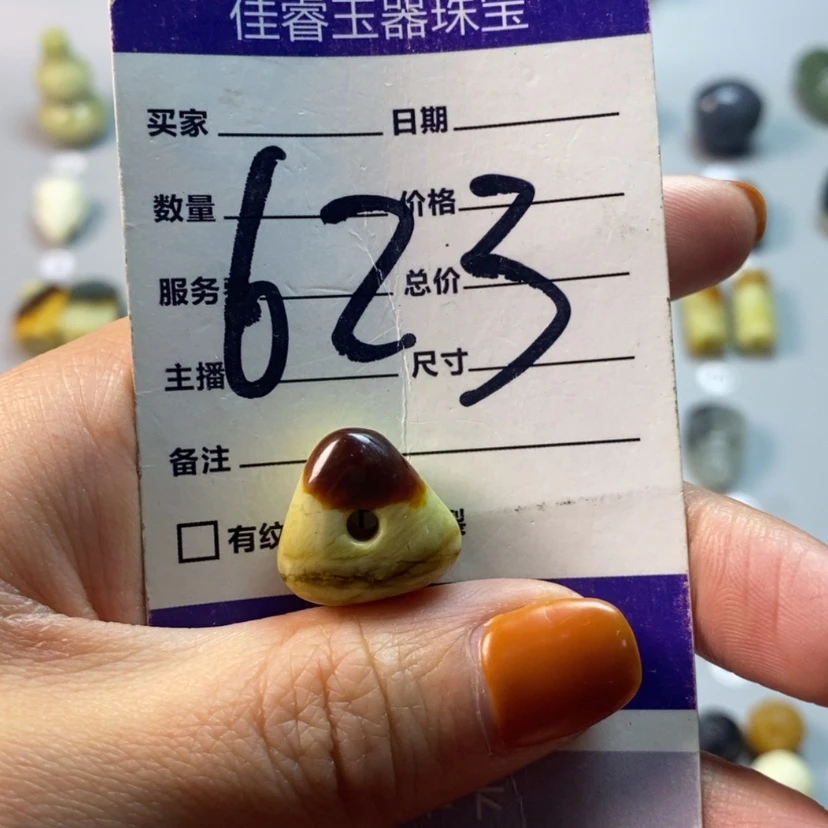 佳睿玉器珠宝
买家 日期
数量 价格
服务 总价
主播 尺寸
备注
有纹
623